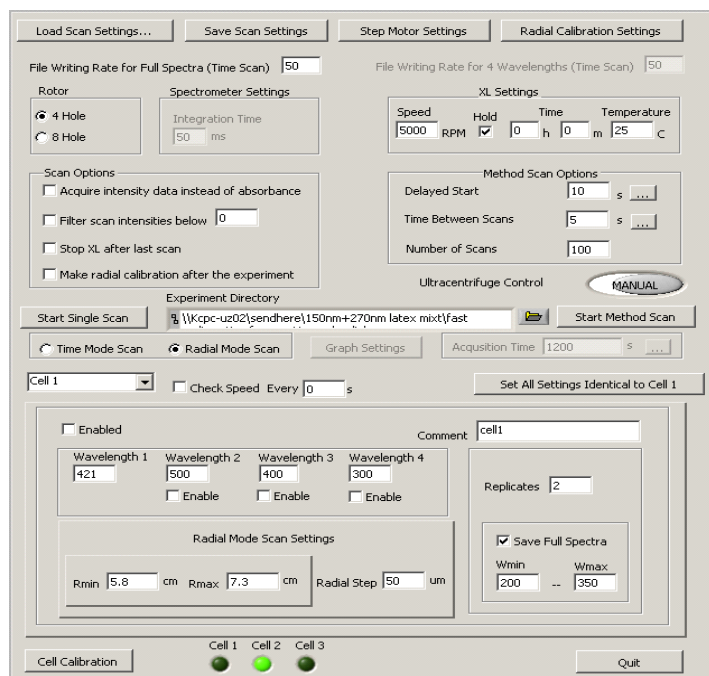 Load Scan Settings... Save Scan Settings Step Motor Settings Radial Calibration Settings
File Writing Rate for Full Spectra (Time Scan) 50 File Writing Rate for 4 Wavelengths (Time Scan) 50
Rotor Spectrometer Settings XL Settings
4 Hole Integration Time Speed Hold Time Temperature
8 Hole 50 ms 5000 RPM 0 h 0 m 25 C
Scan Options Method Scan Options
Acquire intensity data instead of absorbance Delayed Start 10 s ...
Filter scan intensities below 0 Time Between Scans 5 s ...
Stop XL after last scan Number of Scans 100
Make radial calibration after the experiment Ultracentrifuge Control MANUAL
Experiment Directory
Start Single Scan \\Kcpc-uz02\sendhere\150nm+270nm latex mixt\fast Start Method Scan
Time Mode Scan Radial Mode Scan Graph Settings Acqusition Time 1200 s ...
Cell 1 Check Speed Every 0 s Set All Settings Identical to Cell 1
Enabled Comment cell1
Wavelength 1 Wavelength 2 Wavelength 3 Wavelength 4
421 500 400 300 Replicates 2
Enable Enable Enable
Radial Mode Scan Settings Save Full Spectra
Rmin 5.8 cm Rmax 7.3 cm Radial Step 50 um Wmin Wmax
200 -- 350
Cell 1 Cell 2 Cell 3
Cell Calibration Quit